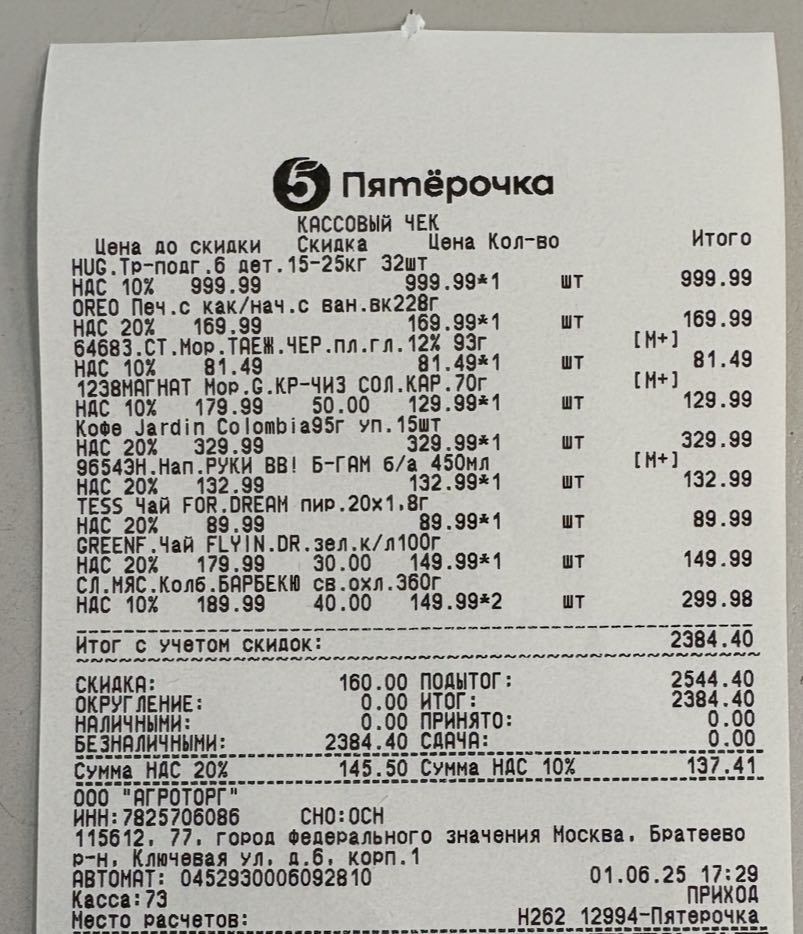 5 Пятёрочка
КАССОВЫЙ ЧЕК
Цена до скидки Скидка Цена Кол-во Итого
HUG.Тр-подг.6 дет.15-25кг 32шт
НДС 10% 999.99 999.99*1 шт 999.99
OREO Печ.с как/нач.с ван.вк228г
НДС 20% 169.99 169.99*1 шт 169.99
64683.СТ.Мор.ТАЕЖ.ЧЕР.пл.гл.12% 93г [М+]
НДС 10% 81.49 81.49*1 шт 81.49
1238МАГНАТ Мор.G.КР-ЧИЗ СОЛ.КАР.70г [М+]
НДС 10% 179.99 50.00 129.99*1 шт 129.99
Кофе Jardin Colombia95г уп.15шт
НДС 20% 329.99 329.99*1 шт 329.99
9654ЭН.Нап.РУКИ ВВ! Б-ГАМ б/а 450мл [М+]
НДС 20% 132.99 132.99*1 шт 132.99
TESS Чай FOR.DREAM пир.20х1,8г
НДС 20% 89.99 89.99*1 шт 89.99
GREENF.Чай FLYIN.DR.зел.к/л100г
НДС 20% 179.99 30.00 149.99*1 шт 149.99
СЛ.МЯС.Колб.БАРБЕКЮ св.охл.360г
НДС 10% 189.99 40.00 149.99*2 шт 299.98
Итог с учетом скидок: 2384.40
СКИДКА: 160.00 ПОДЫТОГ: 2544.40
ОКРУГЛЕНИЕ: 0.00 ИТОГ: 2384.40
НАЛИЧНЫМИ: 0.00 ПРИНЯТО: 0.00
БЕЗНАЛИЧНЫМИ: 2384.40 СДАЧА: 0.00
Сумма НДС 20% 145.50 Сумма НДС 10% 137.41
ООО "АГРОТОРГ"
ИНН:7825706086 СНО:ОСН
115612, 77, город федерального значения Москва, Братеево
р-н, Ключевая ул, д.6, корп.1
АВТОМАТ: 0452930006092810 01.06.25 17:29
Касса:73 ПРИХОД
Место расчетов: Н262 12994-Пятерочка